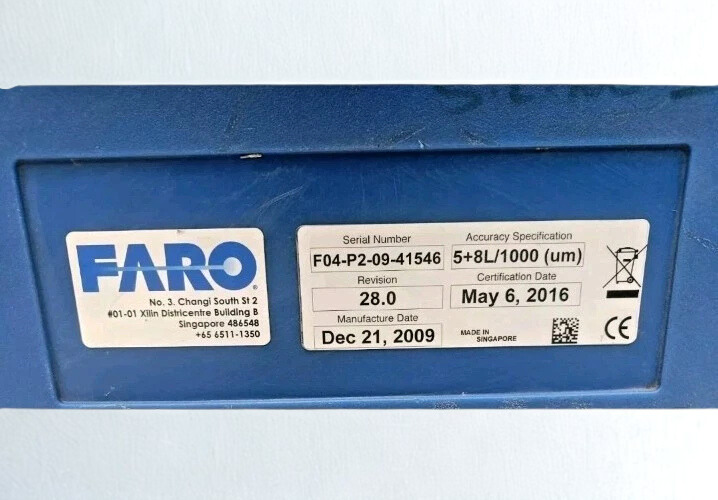 FARO
®
No. 3. Changi South St 2
#01-01 Xilin Districentre Building B
Singapore 486548
+65 6511-1350
Serial Number
F04-P2-09-41546
Revision
28.0
Manufacture Date
Dec 21, 2009
Accuracy Specification
5+8L/1000 (um)
Certification Date
May 6, 2016
MADE IN
SINGAPORE
CE